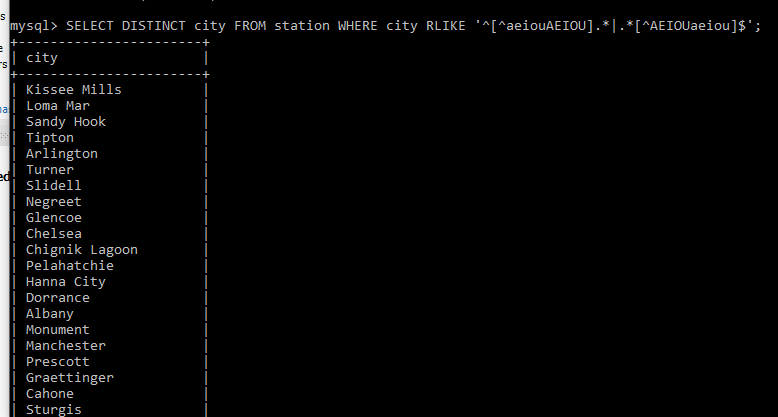 mysql> SELECT DISTINCT city FROM station WHERE city RLIKE '^[^aeiouAEIOU].*|.*[^AEIOUaeiou]$';
+-----------------------+
| city                  |
+-----------------------+
| Kissee Mills          |
| Loma Mar              |
| Sandy Hook            |
| Tipton                |
| Arlington             |
| Turner                |
| Slidell               |
| Negreet               |
| Glencoe               |
| Chelsea               |
| Chignik Lagoon        |
| Pelahatchie           |
| Hanna City            |
| Dorrance              |
| Albany                |
| Monument              |
| Manchester            |
| Prescott              |
| Graettinger           |
| Cahone                |
| Sturgis               |